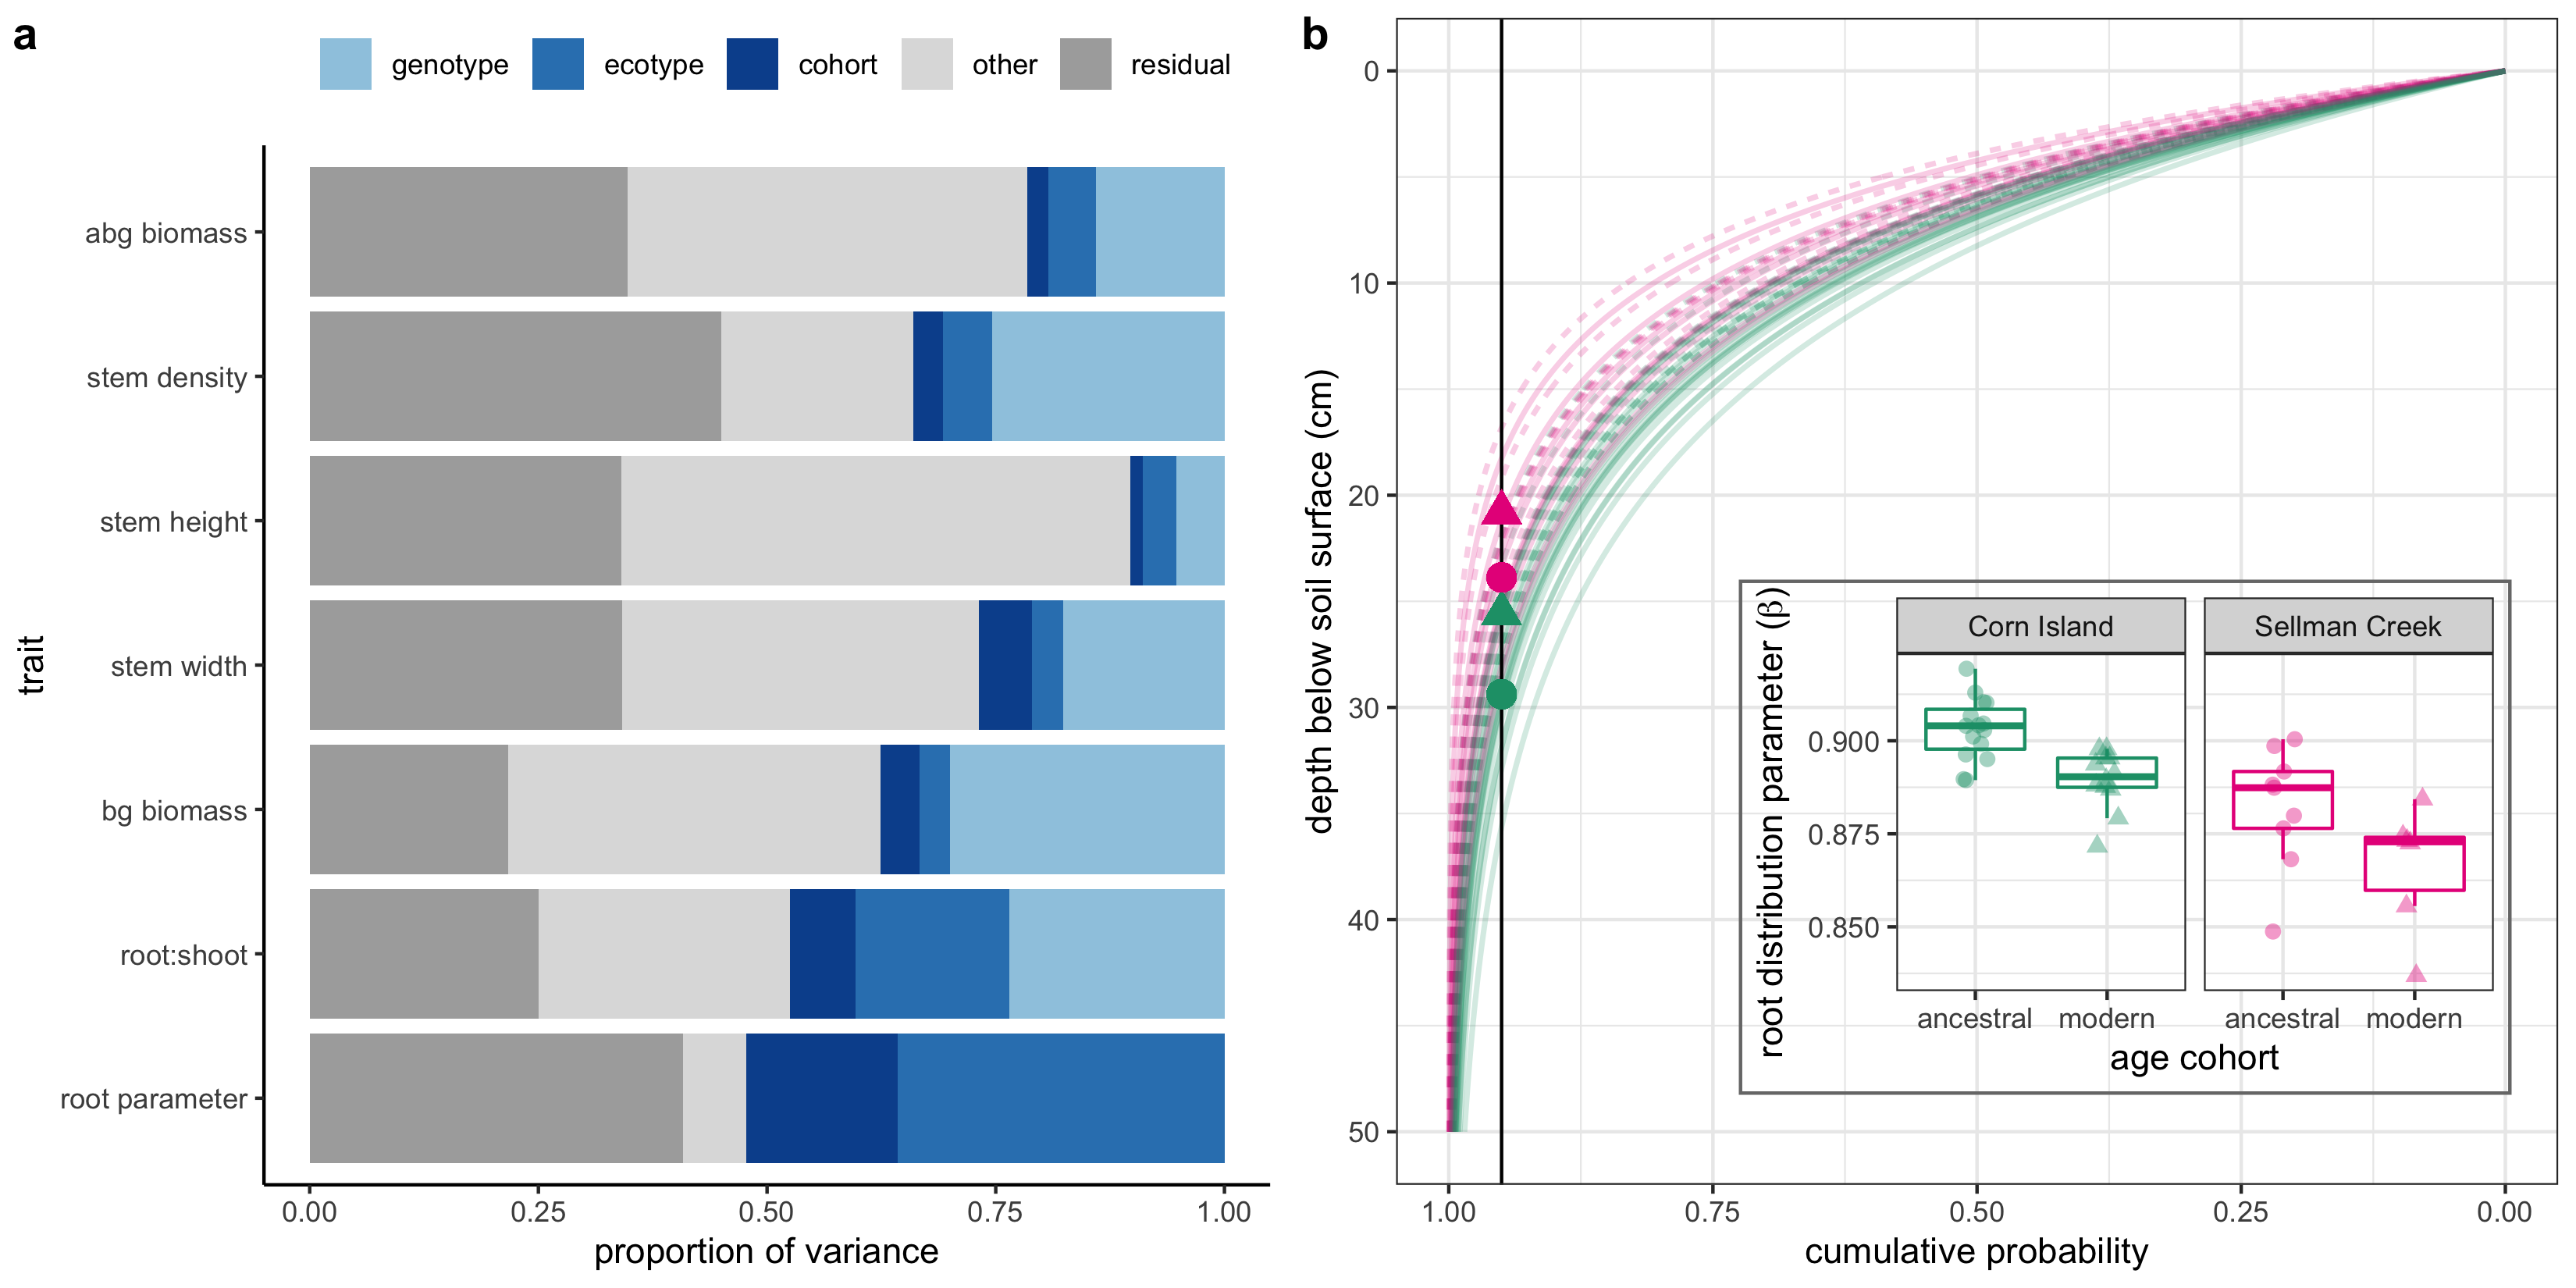 a
genotype
ecotype
cohort
other
residual
trait
abg biomass
stem density
stem height
stem width
bg biomass
root:shoot
root parameter
0.00
0.25
0.50
0.75
1.00
proportion of variance
b
depth below soil surface (cm)
0
10
20
30
40
50
1.00
0.75
0.50
0.25
0.00
cumulative probability
root distribution parameter (β)
Corn Island
Sellman Creek
0.900
0.875
0.850
ancestral
modern
ancestral
modern
age cohort